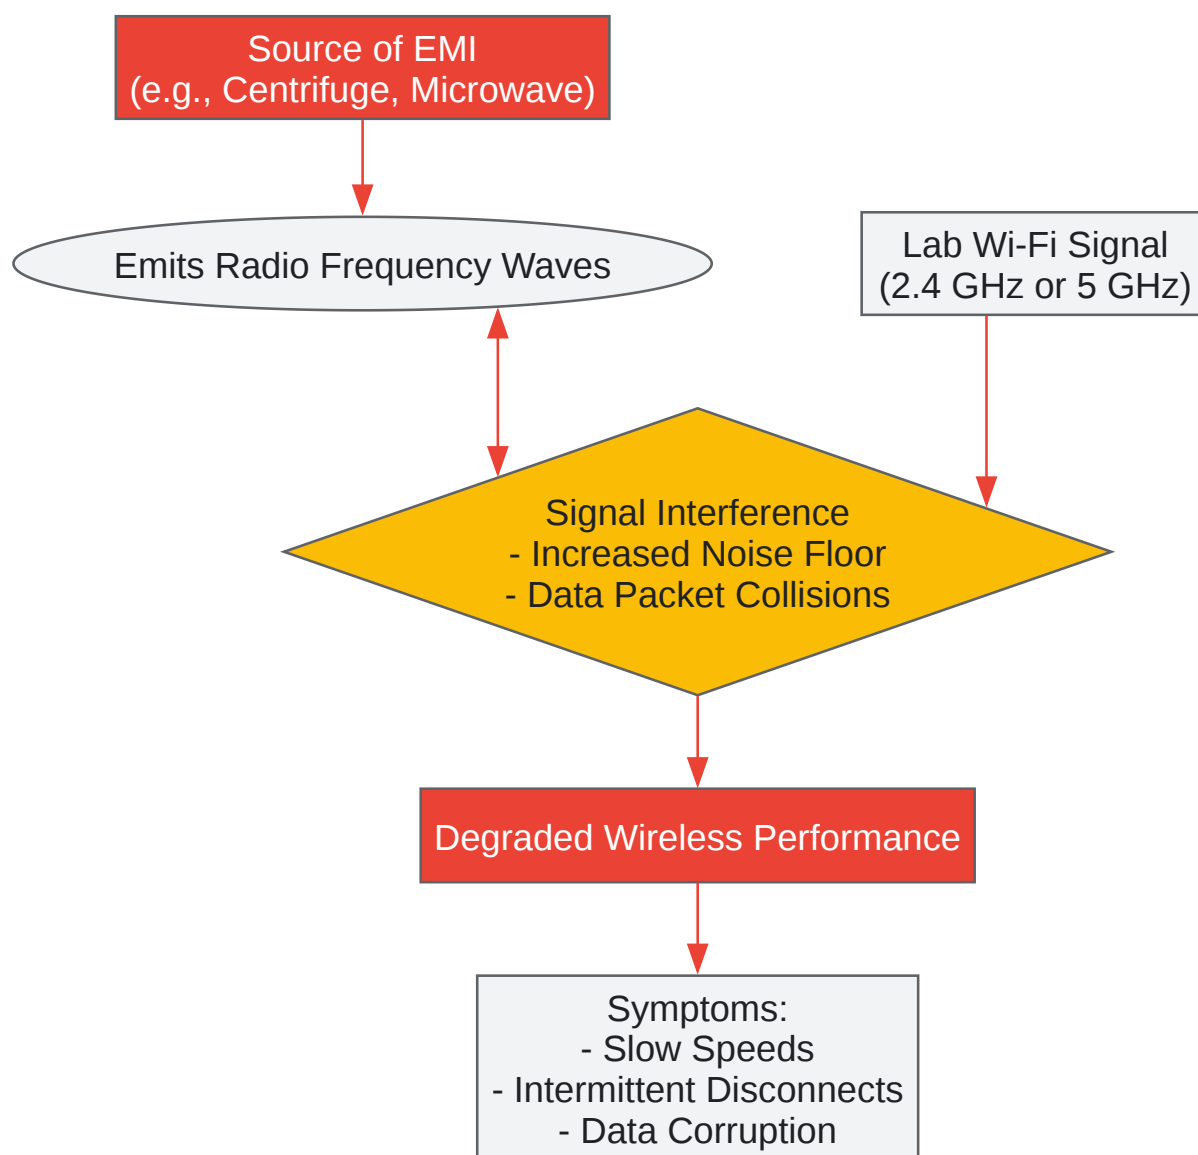 Source of EMI
(e.g., Centrifuge, Microwave)
Emits Radio Frequency Waves
Lab Wi-Fi Signal
(2.4 GHz or 5 GHz)
Signal Interference
- Increased Noise Floor
- Data Packet Collisions
Degraded Wireless Performance
Symptoms:
- Slow Speeds
- Intermittent Disconnects
- Data Corruption